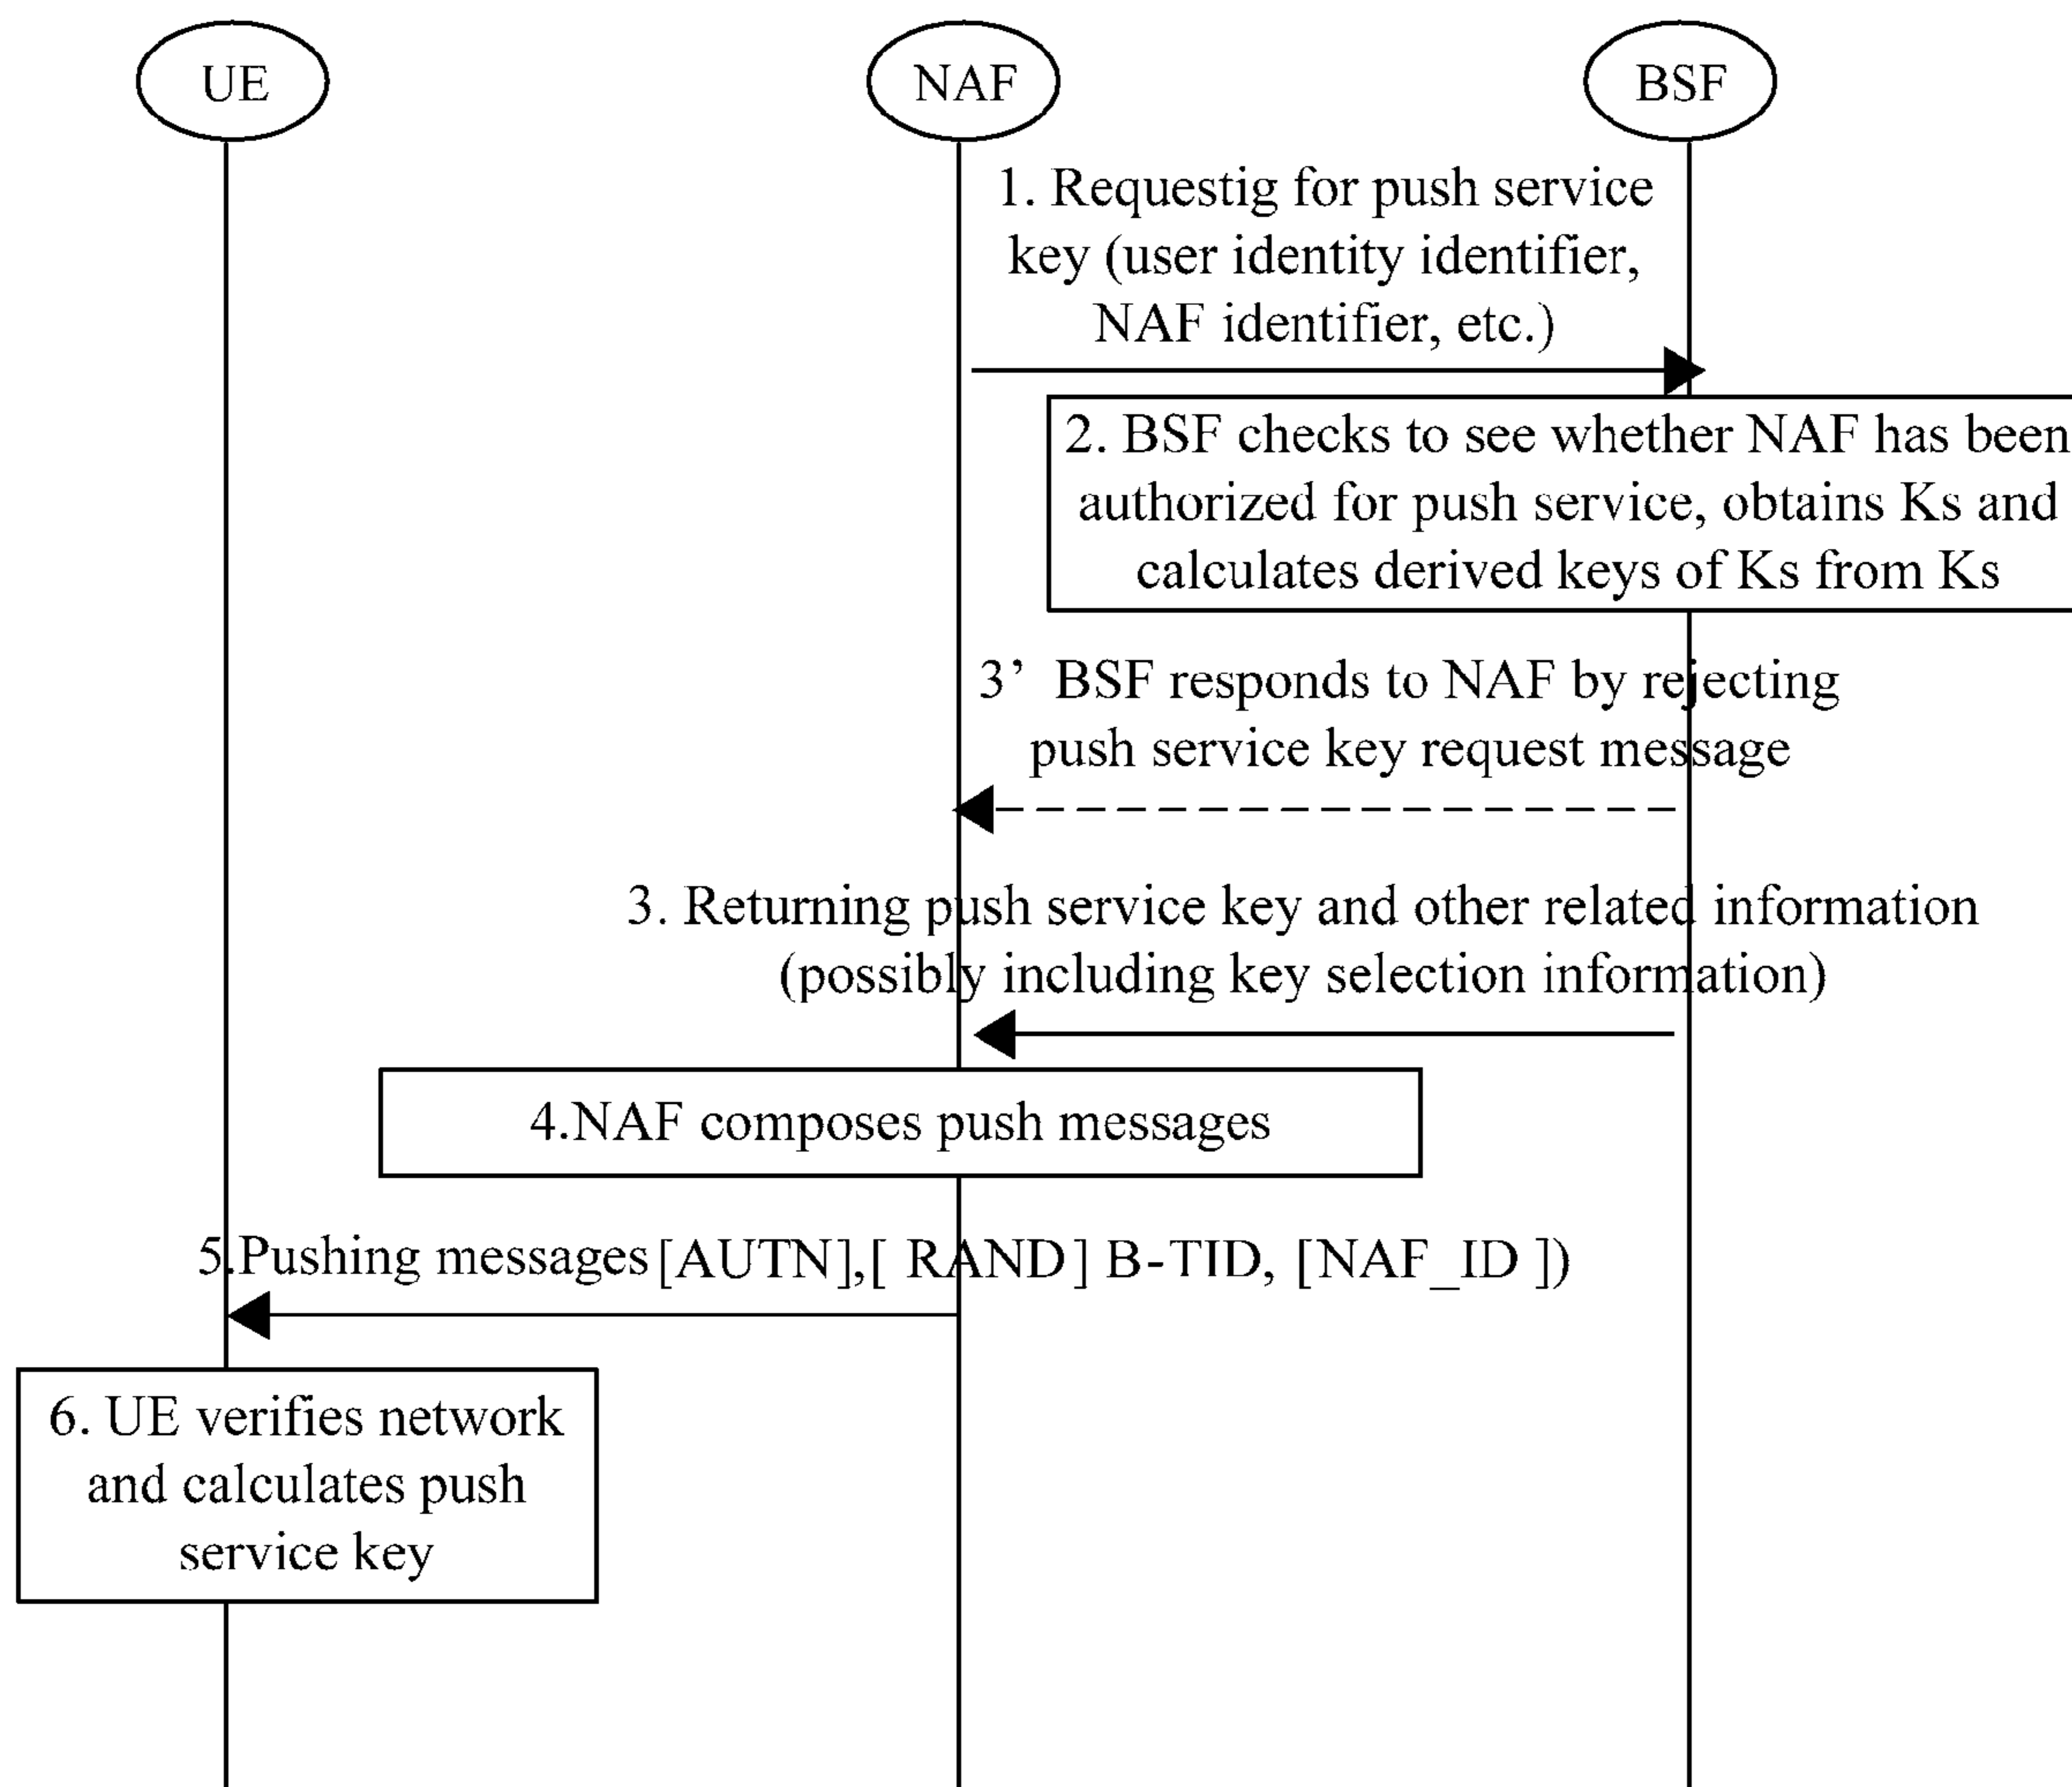 UE
NAF
BSF
1. Requestig for push service
key (user identity identifier,
NAF identifier, etc.)
2. BSF checks to see whether NAF has been
authorized for push service, obtains Ks and
calculates derived keys of Ks from Ks
3’ BSF responds to NAF by rejecting
push service key request message
3. Returning push service key and other related information
(possibly including key selection information)
4.NAF composes push messages
5.Pushing messages [AUTN],[ RAND] B-TID, [NAF_ID ])
6. UE verifies network
and calculates push
service key